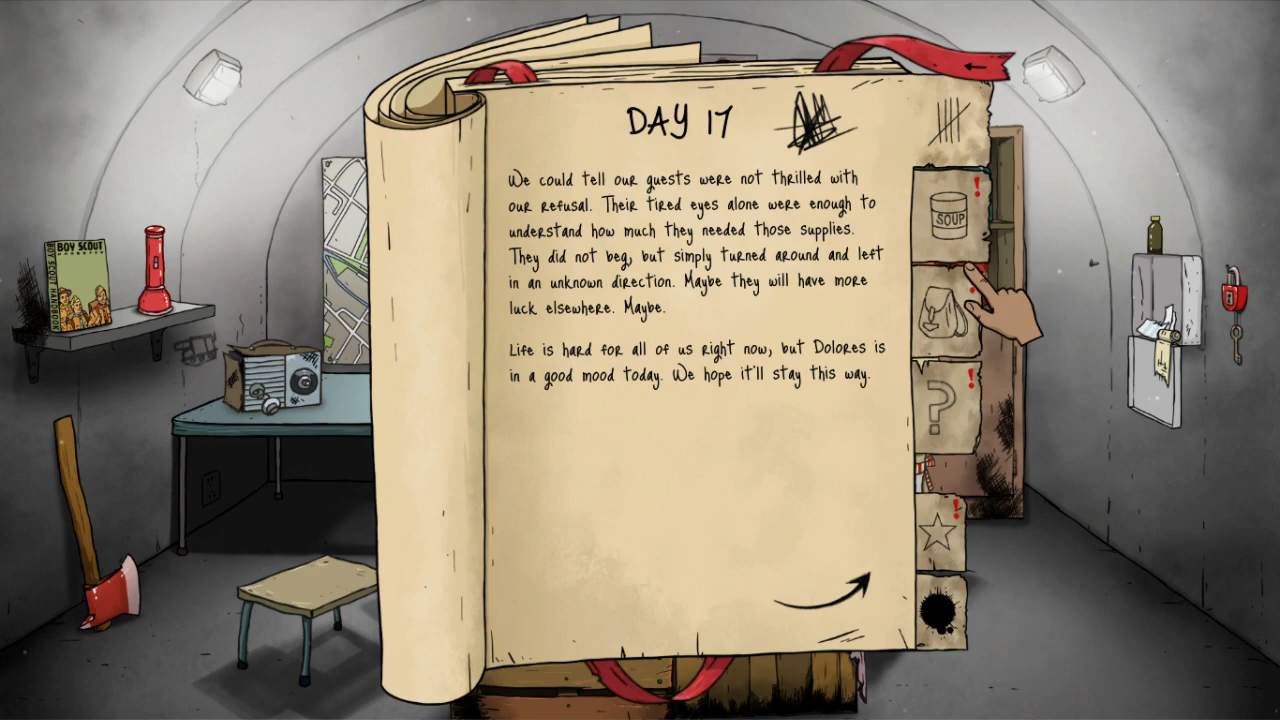 DAY 17
We could tell our guests were not thrilled with
our refusal. Their tired eyes alone were enough to
understand how much they needed those supplies.
They did not beg, but simply turned around and left
in an unknown direction. Maybe they will have more
luck elsewhere. Maybe.
Life is hard for all of us right now, but Dolores is
in a good mood today. We hope it'll stay this way.
!
SOUP
!
?
!
BOY SCOUT
BOY SCOUT HANDBOOK